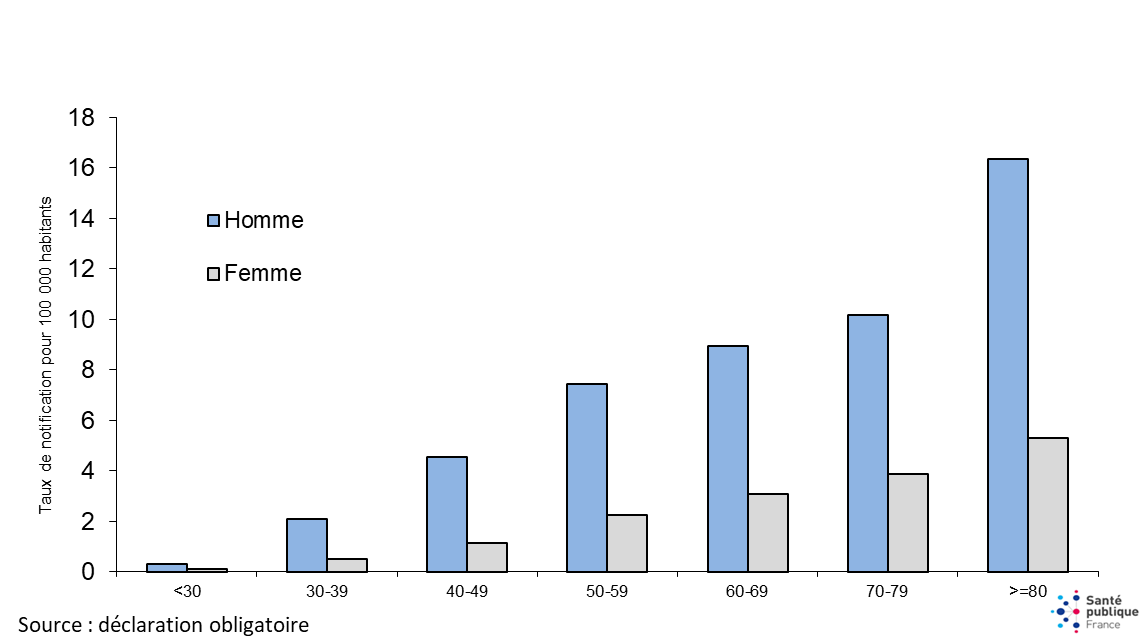 18
16
14
12
10
8
6
4
2
0
Taux de notification pour 100 000 habitants
Homme
Femme
<30
30-39
40-49
50-59
60-69
70-79
>=80
Source : déclaration obligatoire
Santé
publique
France